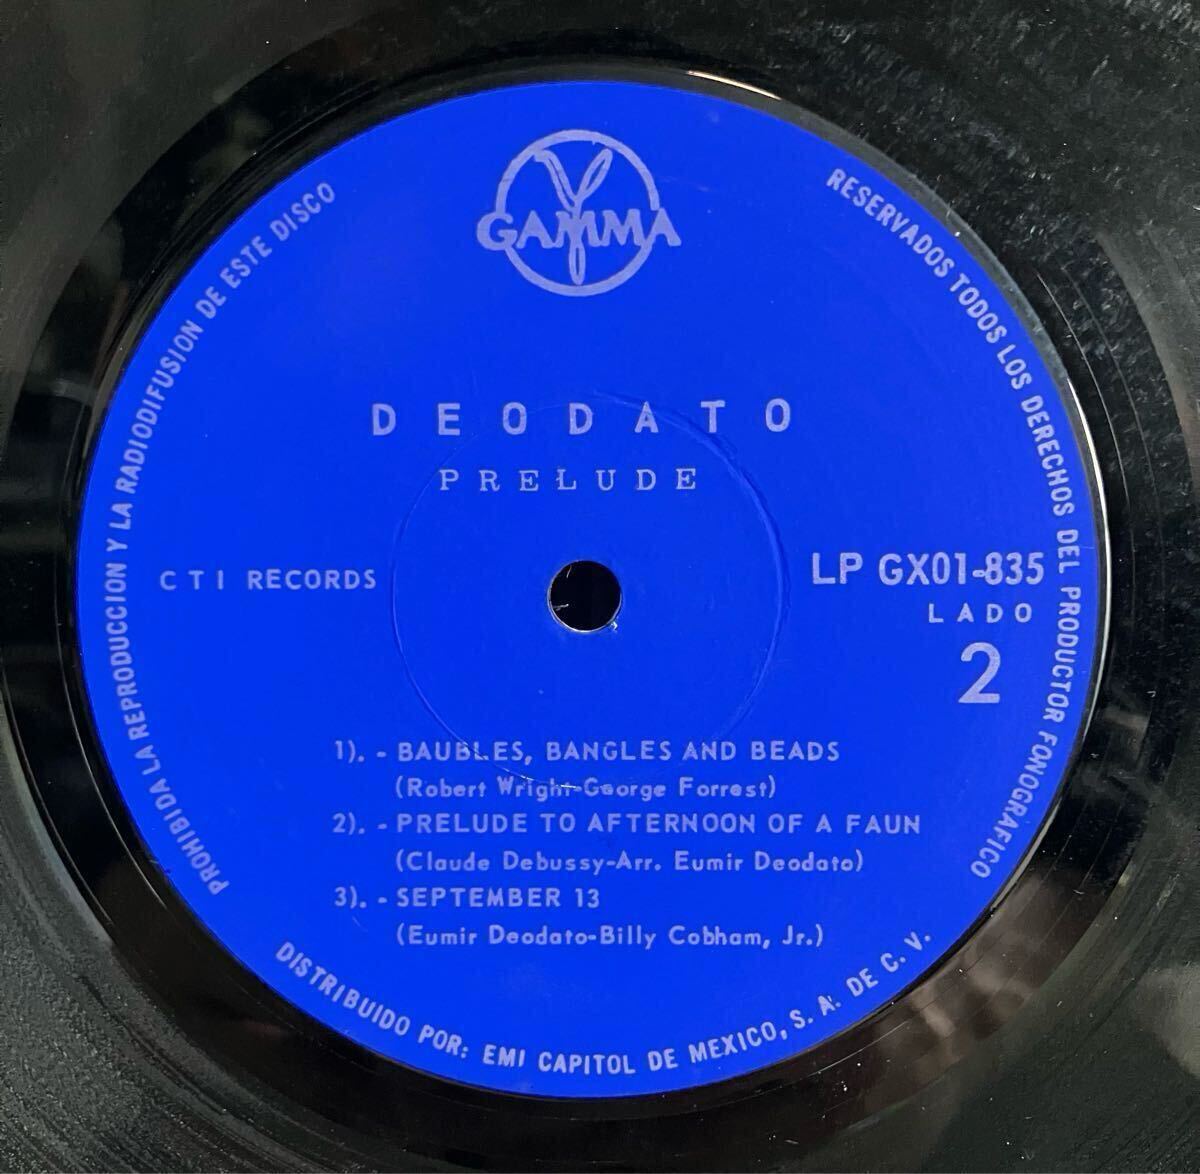 GAMMA
DEODATO
PRELUDE
CTI RECORDS
LP GX01-835
LADO
2
1). - BAUBLES, BANGLES AND BEADS
(Robert Wright-George Forrest)
2). - PRELUDE TO AFTERNOON OF A FAUN
(Claude Debussy-Arr. Eumir Deodato)
3). - SEPTEMBER 13
(Eumir Deodato-Billy Cobham, Jr.)
PROHIBIDA LA REPRODUCCION Y LA RADIODIFUSION DE ESTE DISCO
RESERVADOS TODOS LOS DERECHOS DEL PRODUCTOR FONOGRAFICO
DISTRIBUIDO POR: EMI CAPITOL DE MEXICO, S. A. DE C. V.